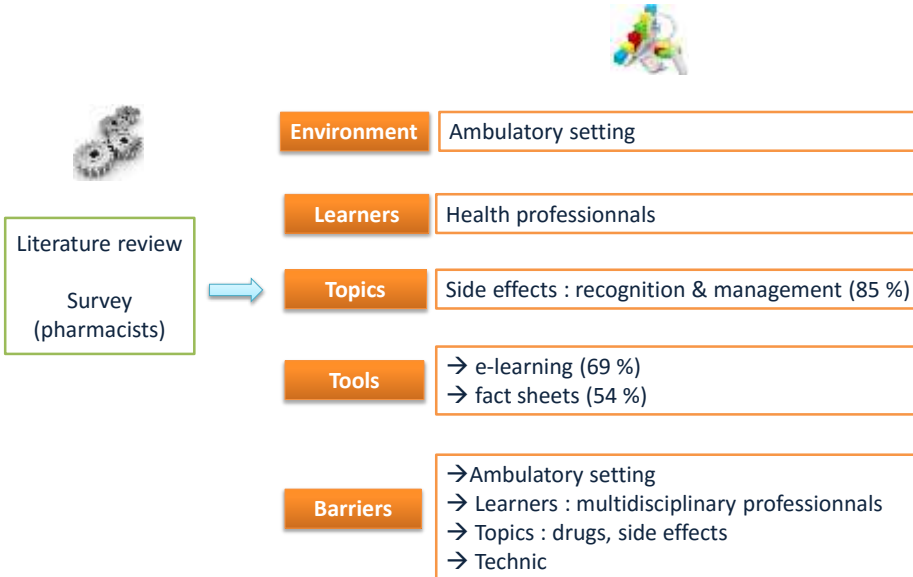 Literature review
Survey
(pharmacists)
Environment
Ambulatory setting
Learners
Health professionnals
Topics
Side effects : recognition & management (85 %)
Tools
→ e-learning (69 %)
→ fact sheets (54 %)
Barriers
→Ambulatory setting
→ Learners : multidisciplinary professionnals
→ Topics : drugs, side effects
→ Technic